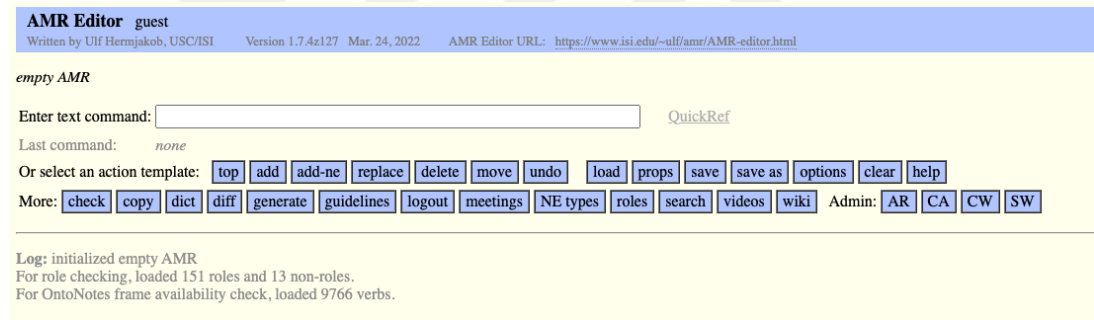 AMR Editor guest
Written by Ulf Hermjakob, USC/ISI Version 1.7.4z127 Mar. 24, 2022 AMR Editor URL: https://www.isi.edu/~ulf/amr/AMR-editor.html
empty AMR
Enter text command: QuickRef
Last command: none
Or select an action template: top add add-ne replace delete move undo load props save save as options clear help
More: check copy dict diff generate guidelines logout meetings NE types roles search videos wiki Admin: AR CA CW SW
Log: initialized empty AMR
For role checking, loaded 151 roles and 13 non-roles.
For OntoNotes frame availability check, loaded 9766 verbs.